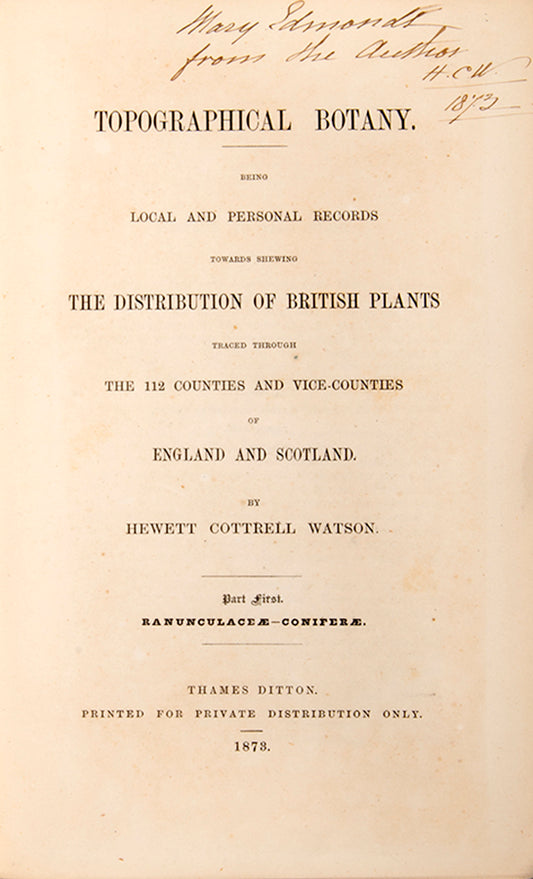 Mary Edmonds
from the Author
H.C.W.
1873
TOPOGRAPHICAL BOTANY.
BEING
LOCAL AND PERSONAL RECORDS
TOWARDS SHEWING
THE DISTRIBUTION OF BRITISH PLANTS
TRACED THROUGH
THE 112 COUNTIES AND VICE-COUNTIES
OF
ENGLAND AND SCOTLAND.
BY
HEWETT COTTRELL WATSON.
Part First.
RANUNCULACEÆ—CONIFERÆ.
THAMES DITTON.
PRINTED FOR PRIVATE DISTRIBUTION ONLY.
1873.